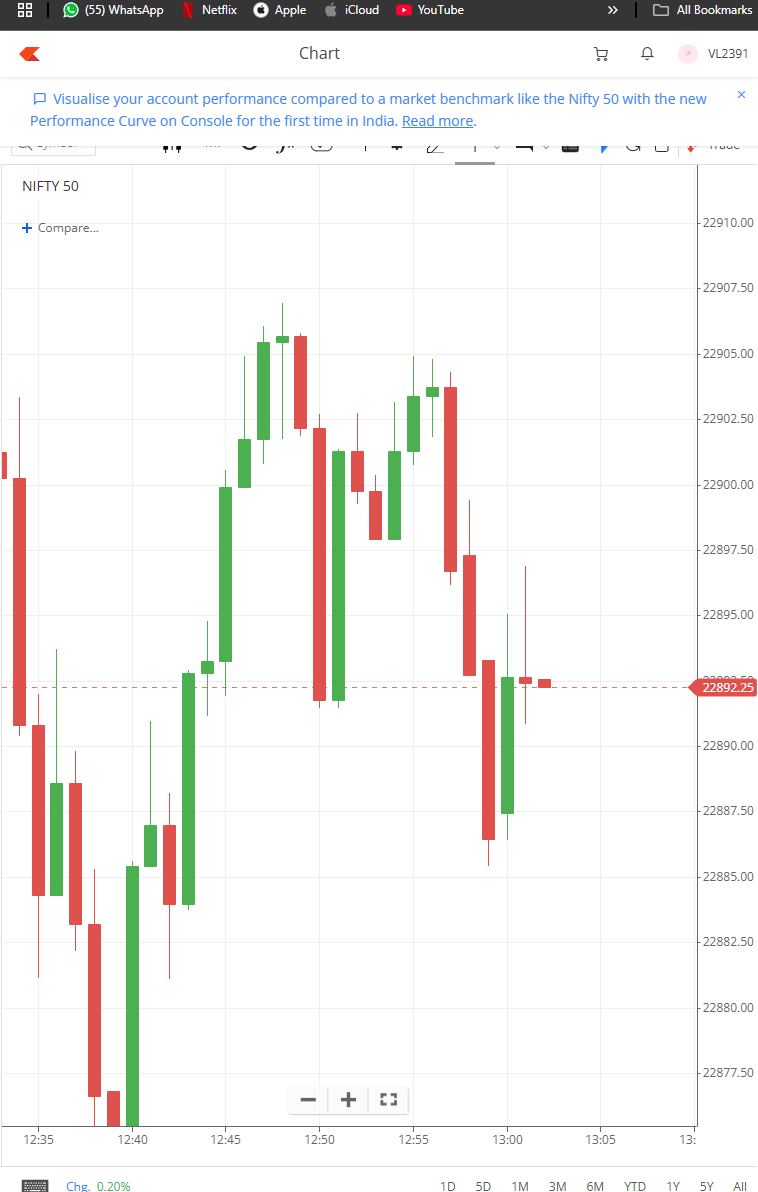 (55) WhatsApp Netflix Apple iCloud YouTube » All Bookmarks
Chart VL2391
Visualise your account performance compared to a market benchmark like the Nifty 50 with the new
Performance Curve on Console for the first time in India. Read more.
NIFTY 50
+ Compare...
22910.00
22907.50
22905.00
22902.50
22900.00
22897.50
22895.00
22892.25
22890.00
22887.50
22885.00
22882.50
22880.00
22877.50
12:35 12:40 12:45 12:50 12:55 13:00 13:05 13:
Chg. 0.20% 1D 5D 1M 3M 6M YTD 1Y 5Y All